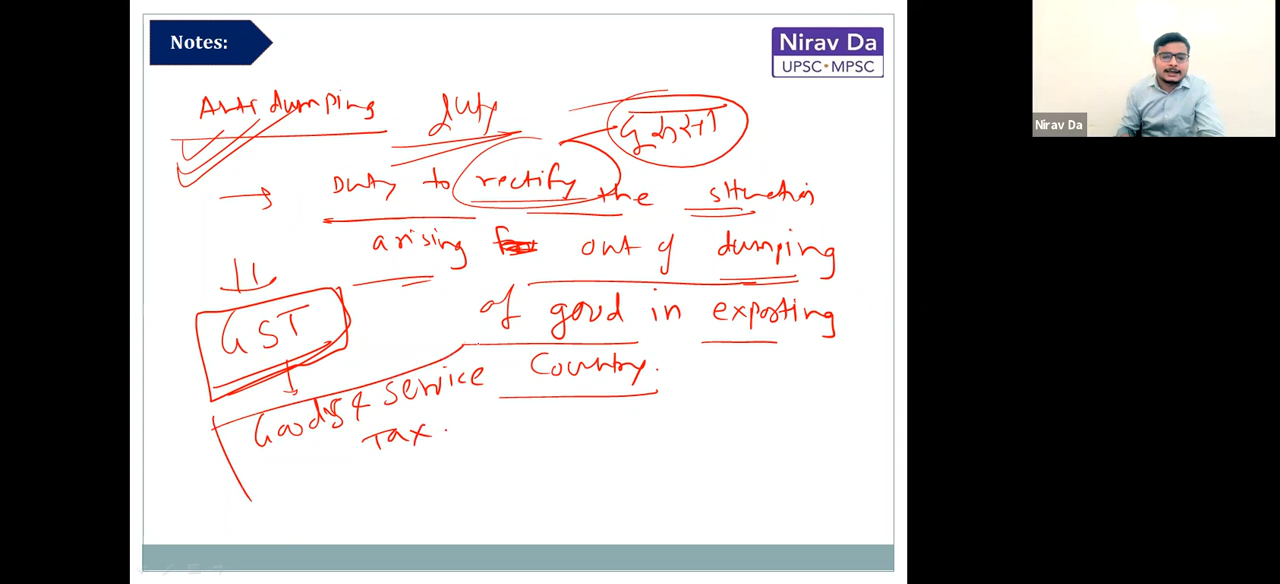 Notes:
Nirav Da
UPSC • MPSC
Nirav Da
Anti dumping duty
दुरुस्ती
→ Duty to rectify the situation
arising out of dumping
of good in exporting
Country.
GST
Goods & Service
Tax.